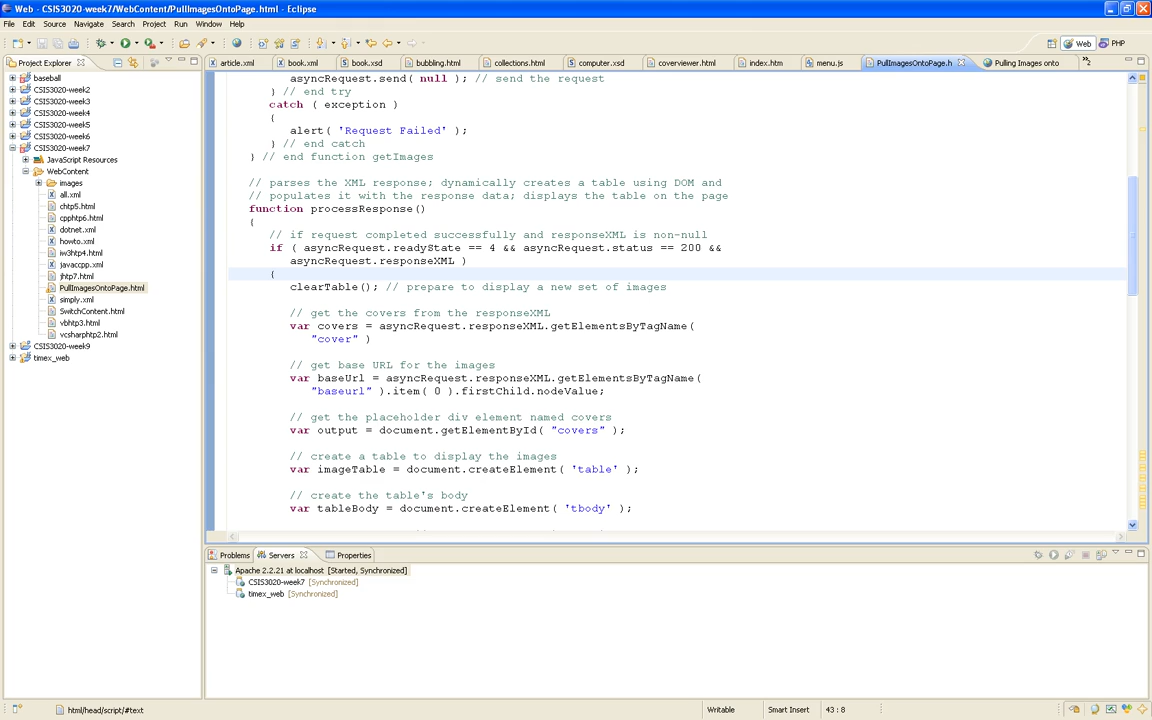 Web - CSIS3020-week7/WebContent/PullImagesOntoPage.html - Eclipse
File Edit Source Navigate Search Project Run Window Help
Web PHP
Project Explorer
article.xml book.xml book.xsd bubbling.html collections.html computer.xsd coverviewer.html index.htm menu.js PullImagesOntoPage.h Pulling Images onto »2
baseball
CSIS3020-week2
CSIS3020-week3
CSIS3020-week4
CSIS3020-week5
CSIS3020-week6
CSIS3020-week7
JavaScript Resources
WebContent
images
all.xml
chtp5.html
cpphtp6.html
dotnet.xml
howto.xml
iw3htp4.html
javaccpp.xml
jhtp7.html
PullImagesOntoPage.html
simply.xml
SwitchContent.html
vbhtp3.html
vcsharphtp2.html
CSIS3020-week9
timex_web
asyncRequest.send( null ); // send the request
} // end try
catch ( exception )
{
alert( 'Request Failed' );
} // end catch
} // end function getImages
// parses the XML response; dynamically creates a table using DOM and
// populates it with the response data; displays the table on the page
function processResponse()
{
// if request completed successfully and responseXML is non-null
if ( asyncRequest.readyState == 4 && asyncRequest.status == 200 &&
asyncRequest.responseXML )
{
clearTable(); // prepare to display a new set of images
// get the covers from the responseXML
var covers = asyncRequest.responseXML.getElementsByTagName(
"cover" )
// get base URL for the images
var baseUrl = asyncRequest.responseXML.getElementsByTagName(
"baseurl" ).item( 0 ).firstChild.nodeValue;
// get the placeholder div element named covers
var output = document.getElementById( "covers" );
// create a table to display the images
var imageTable = document.createElement( 'table' );
// create the table's body
var tableBody = document.createElement( 'tbody' );
Problems Servers Properties
Apache 2.2.21 at localhost [Started, Synchronized]
CSIS3020-week7 [Synchronized]
timex_web [Synchronized]
html/head/script/#text Writable Smart Insert 43 : 8